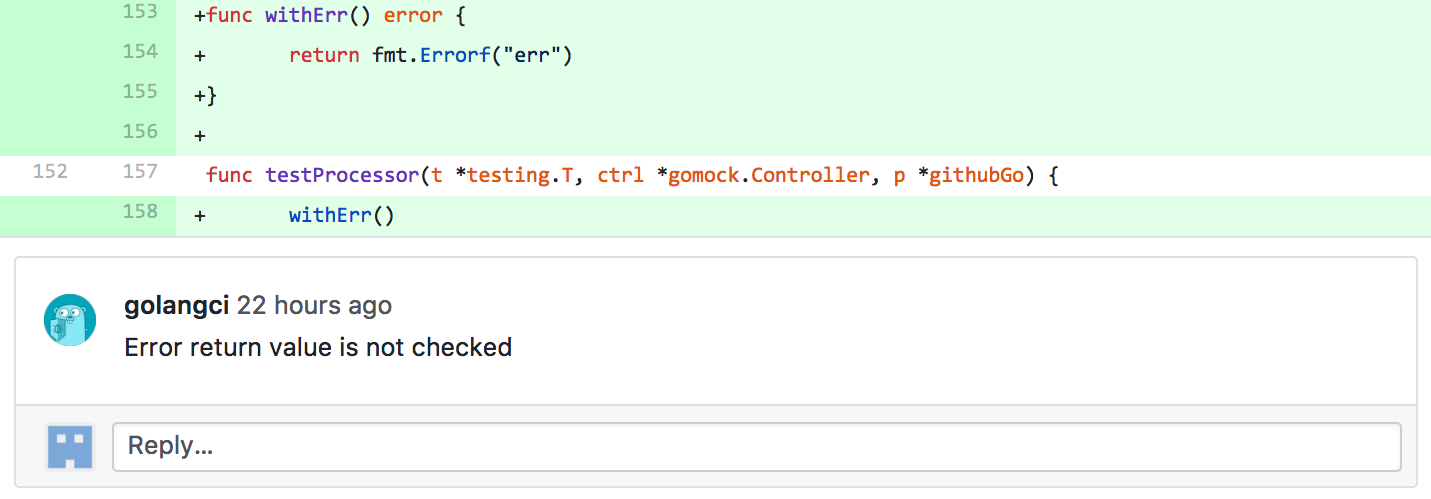 153 +func withErr() error {
154 + return fmt.Errorf("err")
155 +}
156 +
152 157 func testProcessor(t *testing.T, ctrl *gomock.Controller, p *githubGo) {
158 + withErr()
golangci 22 hours ago
Error return value is not checked
Reply...